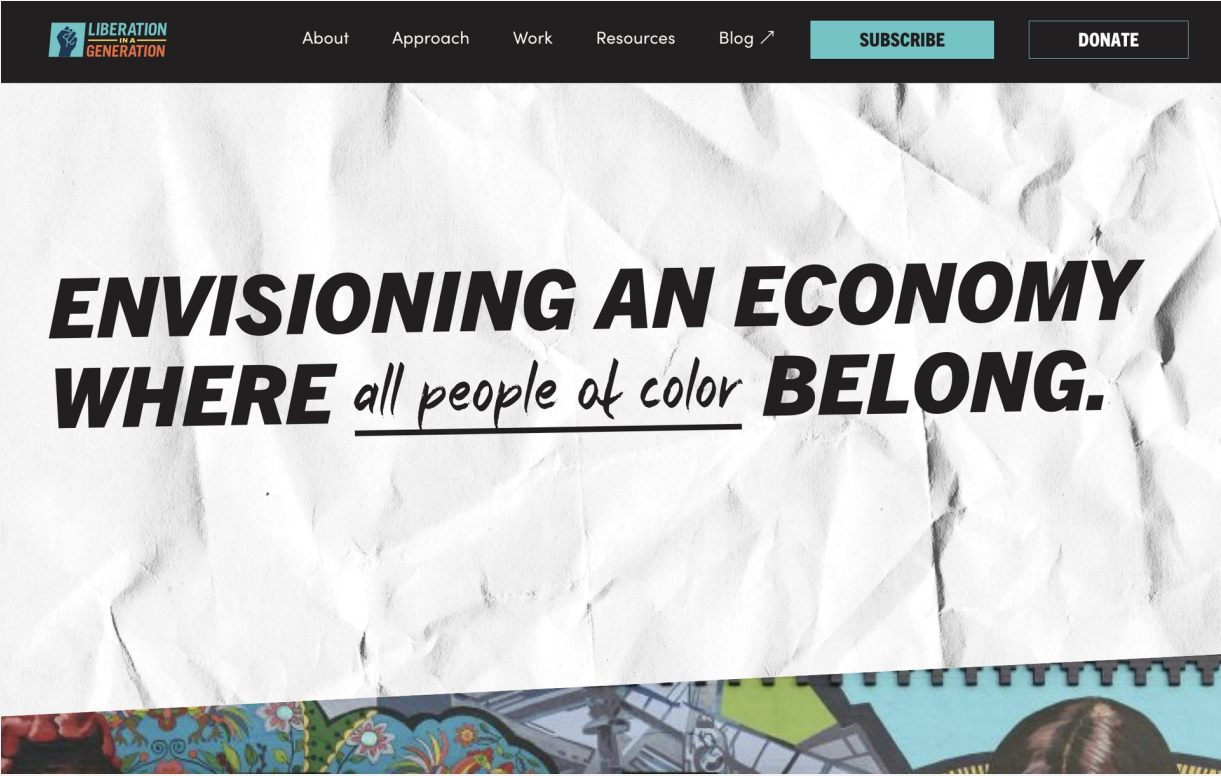 LIBERATION
IN A
GENERATION
About Approach Work Resources Blog ↗ SUBSCRIBE DONATE
ENVISIONING AN ECONOMY
WHERE all people of color BELONG.